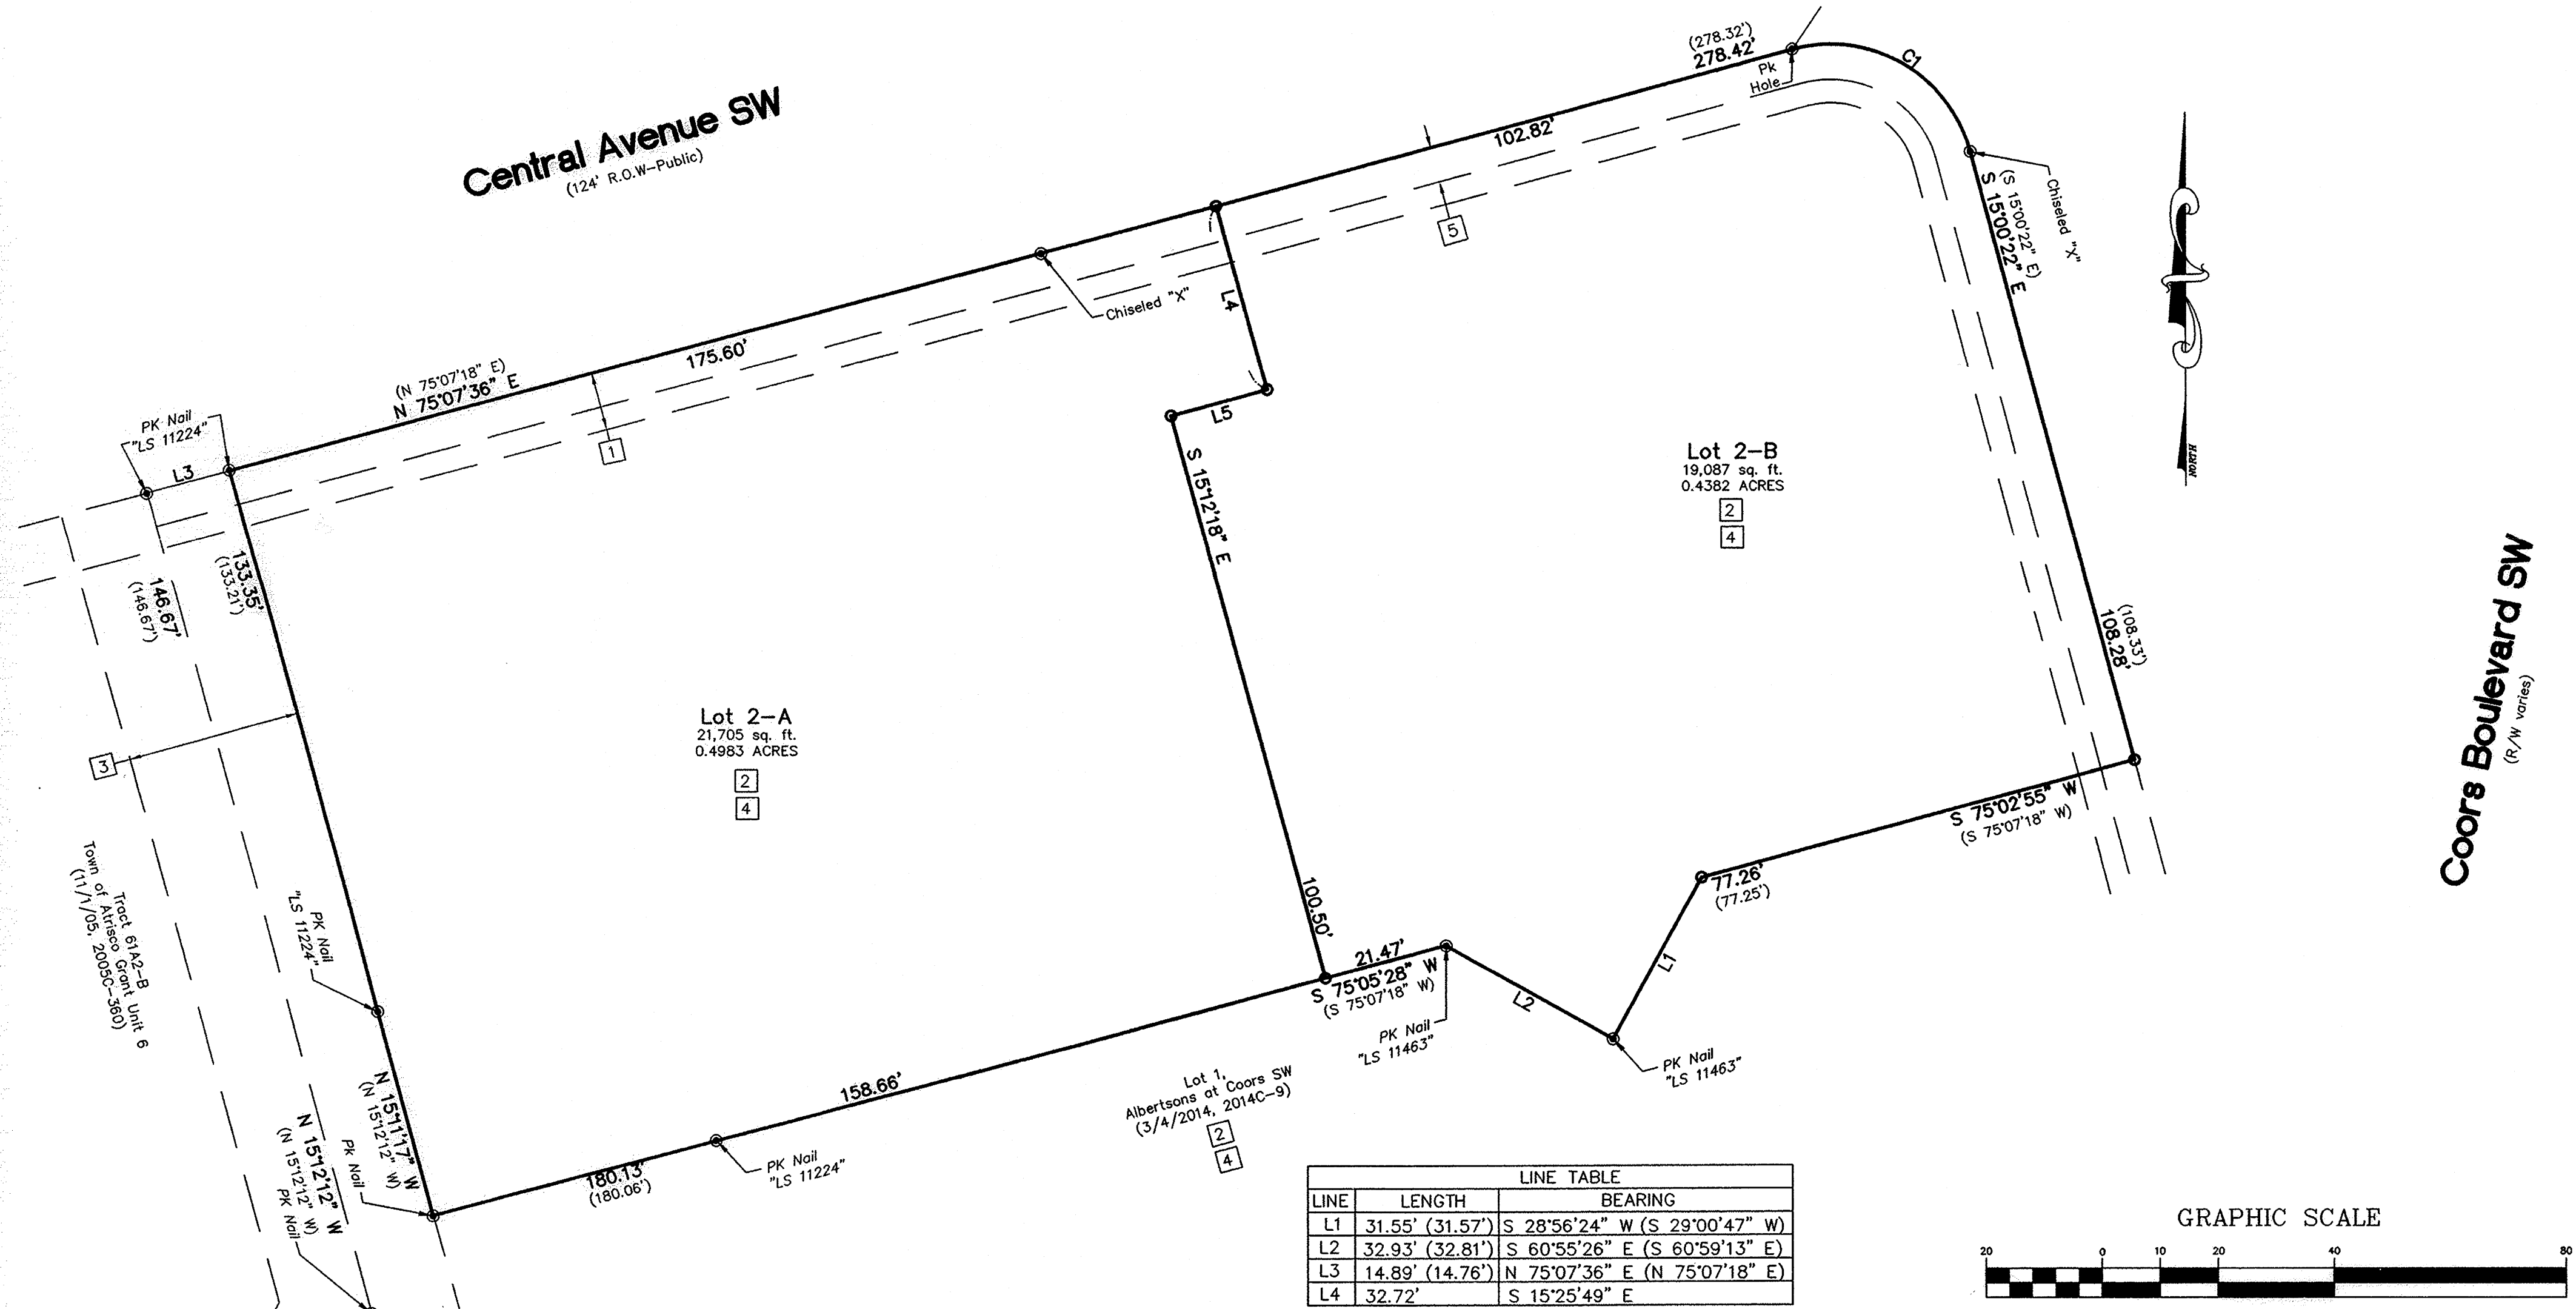 Central Avenue SW
(124' R.O.W-Public)
(278.32')
278.42'
Pk
Hole
C1
102.82'
(S 15°00'22" E)
S 15°00'22" E
Chiseled "X"
5
L4
Chiseled "X"
175.60'
(N 75°07'18" E)
N 75°07'36" E
1
L5
PK Nail
"LS 11224"
L3
NORTH
S 15°12'18" E
Lot 2-B
19,087 sq. ft.
0.4382 ACRES
2
4
133.35'
(133.21')
146.67'
(146.67')
(108.33')
108.28'
Coors Boulevard SW
(R/W varies)
Lot 2-A
21,705 sq. ft.
0.4983 ACRES
2
4
3
S 75°02'55" W
(S 75°07'18" W)
77.26'
(77.25')
Tract 61A2-B
Town of Atrisco Grant Unit 6
(11/1/05, 2005C-360)
PK Nail
"LS 11224"
100.50'
21.47'
S 75°05'28" W
(S 75°07'18" W)
L1
L2
PK Nail
"LS 11463"
PK Nail
"LS 11463"
158.66'
Lot 1,
Albertsons at Coors SW
(3/4/2014, 2014C-9)
2
4
N 15°11'17" W
(N 15°12'12" W)
Pk Nail
N 15°12'12" W
(N 15°12'12" W)
PK Nail
180.13'
(180.06')
PK Nail
"LS 11224"
LINE TABLE
LINE LENGTH BEARING
L1 31.55' (31.57') S 28°56'24" W (S 29°00'47" W)
L2 32.93' (32.81') S 60°55'26" E (S 60°59'13" E)
L3 14.89' (14.76') N 75°07'36" E (N 75°07'18" E)
L4 32.72' S 15°25'49" E
GRAPHIC SCALE
20 0 10 20 40 80